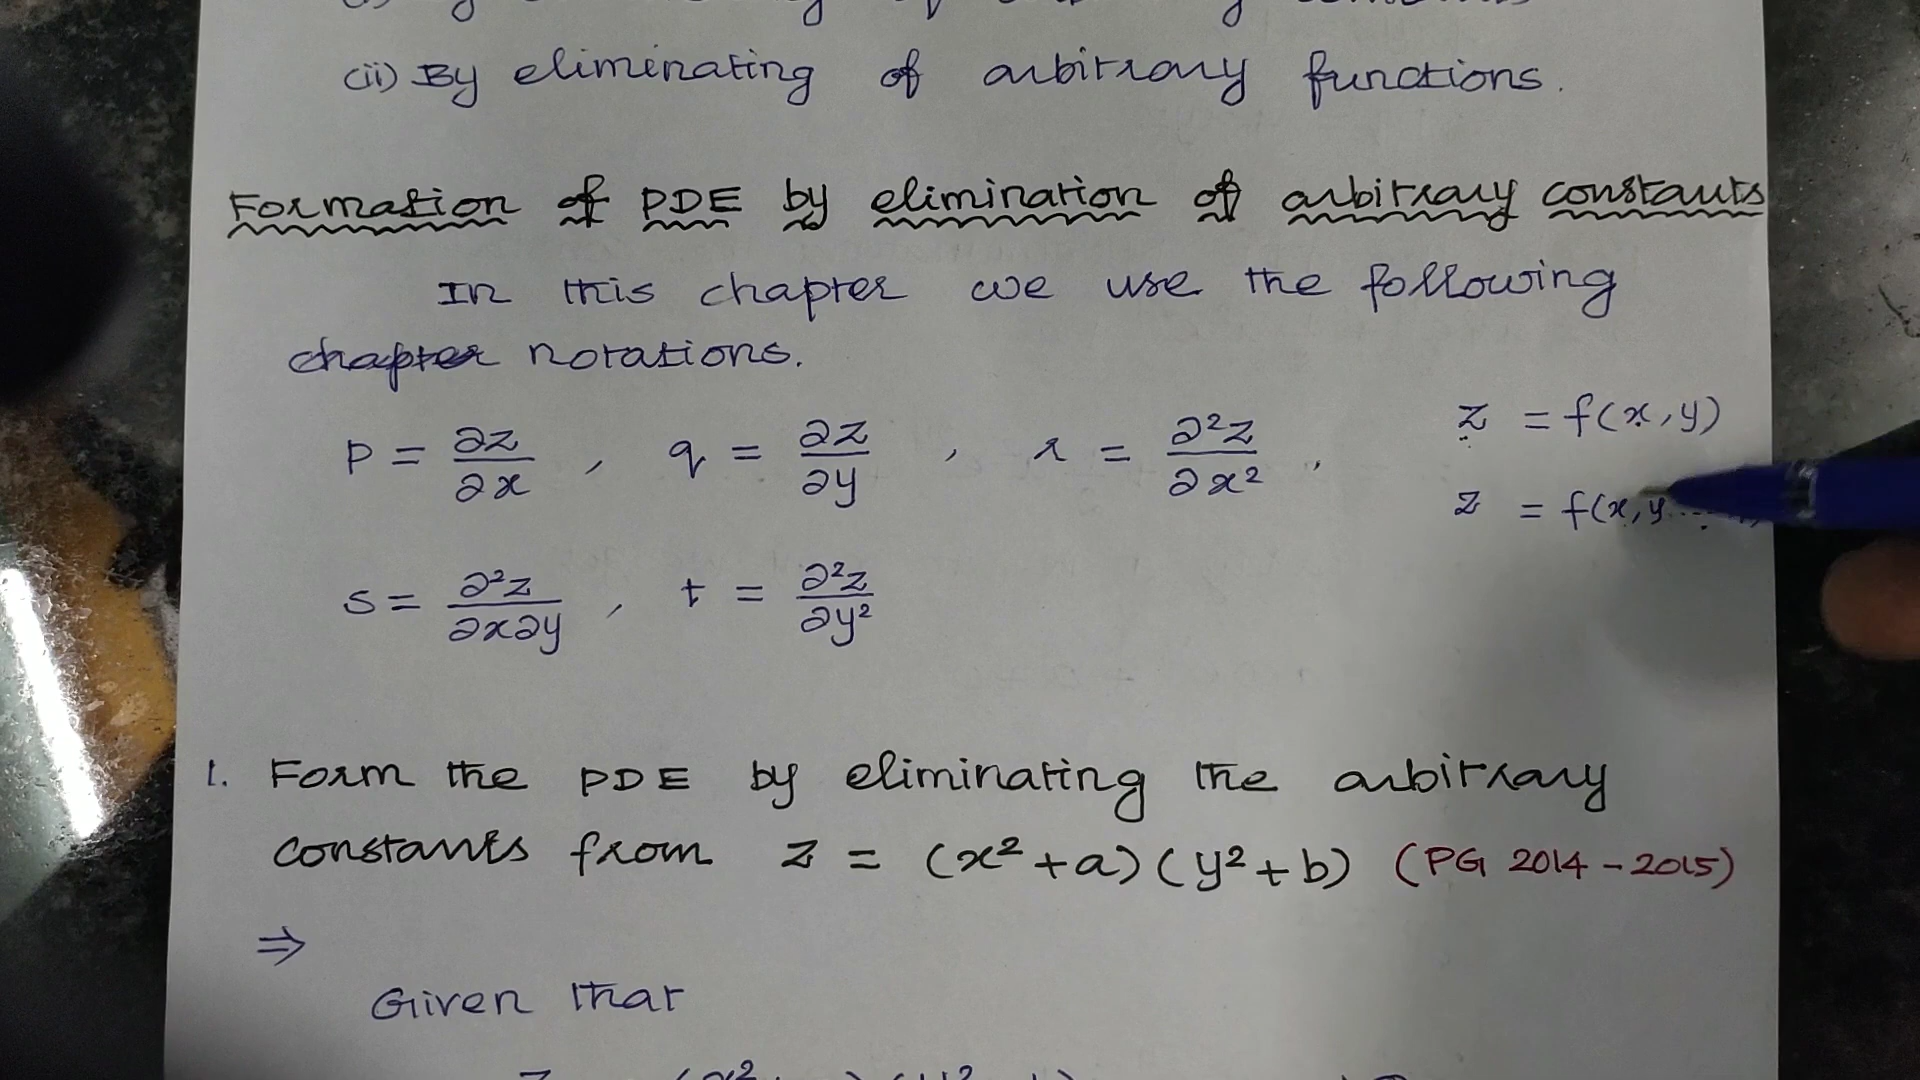 (ii) By eliminating of arbitrary functions.
Formation of PDE by elimination of arbitrary constants
In this chapter we use the following
chapter notations.
p = ∂z/∂x , q = ∂z/∂y , r = ∂²z/∂x² ,
z = f(x,y)
z = f(x,y
s = ∂²z/∂x∂y , t = ∂²z/∂y²
1. Form the PDE by eliminating the arbitrary
constants from z = (x²+a)(y²+b) (PG 2014-2015)
⇒
Given that